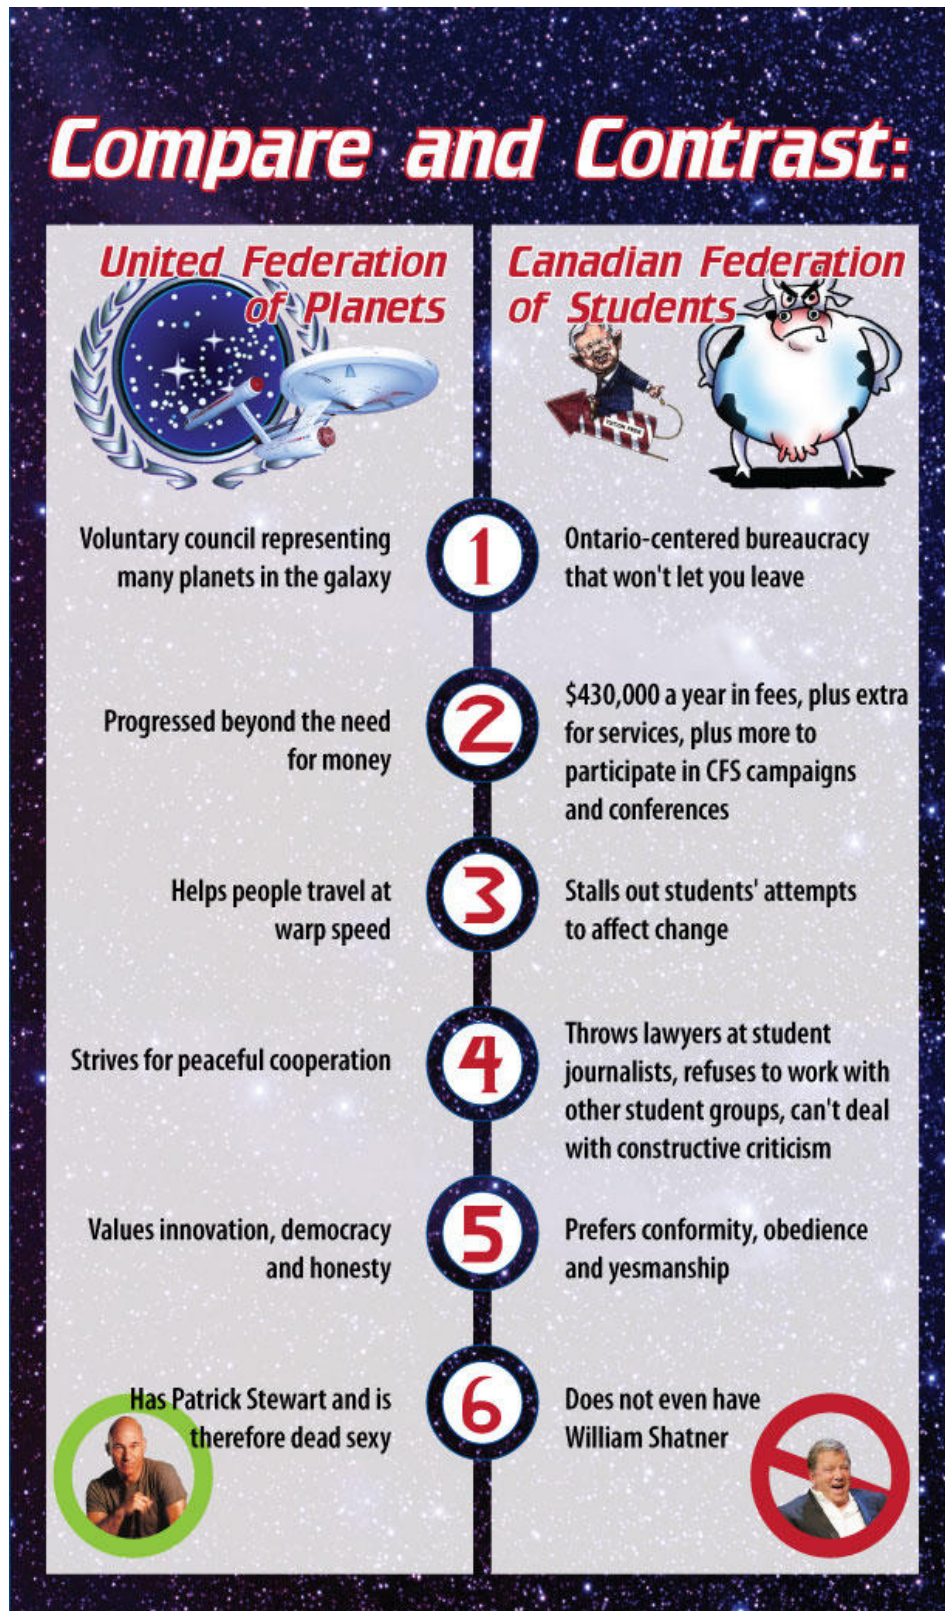 Compare and Contrast:
United Federation
of Planets
Canadian Federation
of Students
TUITION FEES
1
Voluntary council representing
many planets in the galaxy
Ontario-centered bureaucracy
that won't let you leave
2
Progressed beyond the need
for money
$430,000 a year in fees, plus extra
for services, plus more to
participate in CFS campaigns
and conferences
3
Helps people travel at
warp speed
Stalls out students' attempts
to affect change
4
Strives for peaceful cooperation
Throws lawyers at student
journalists, refuses to work with
other student groups, can't deal
with constructive criticism
5
Values innovation, democracy
and honesty
Prefers conformity, obedience
and yesmanship
6
Has Patrick Stewart and is
therefore dead sexy
Does not even have
William Shatner